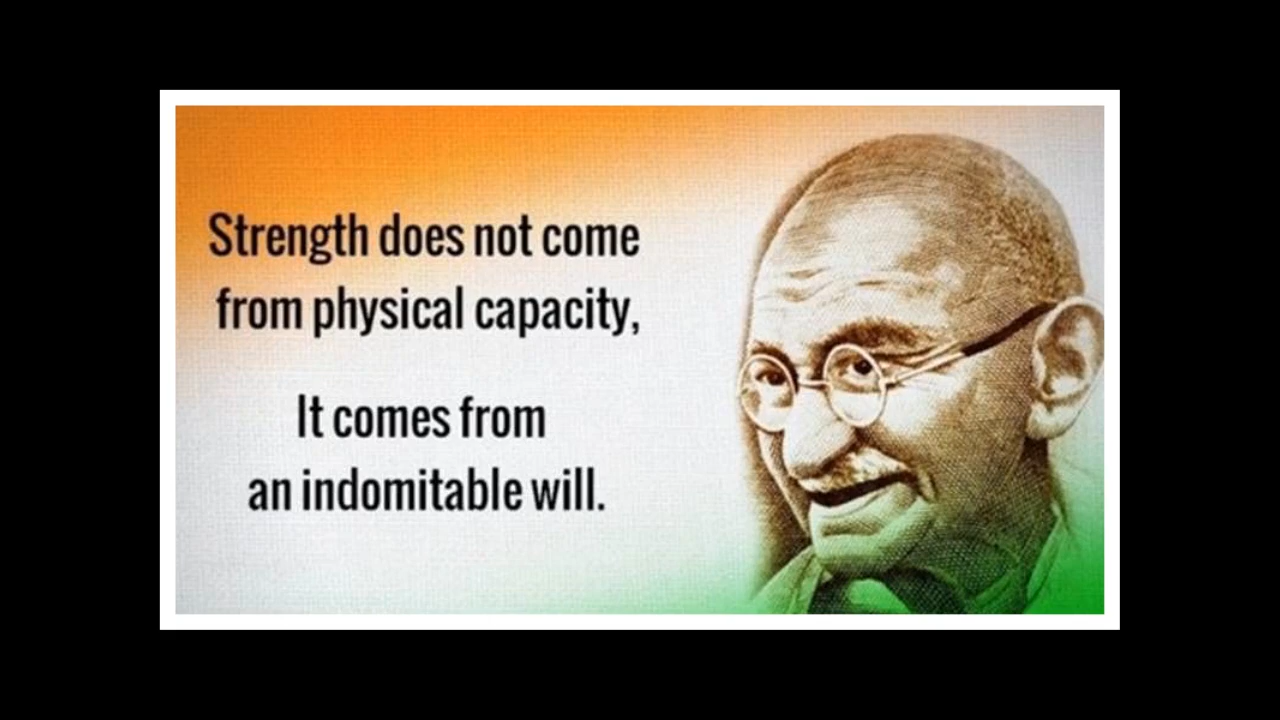 Strength does not come
from physical capacity,
It comes from
an indomitable will.